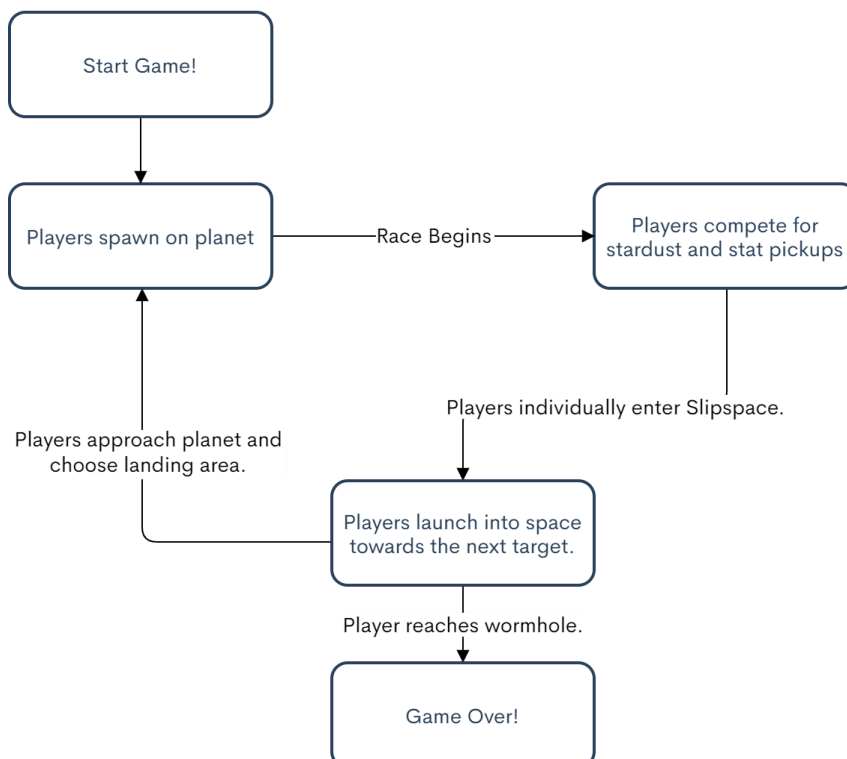 Start Game!
Players spawn on planet
Race Begins
Players compete for
stardust and stat pickups
Players individually enter Slipspace.
Players approach planet and
choose landing area.
Players launch into space
towards the next target.
Player reaches wormhole.
Game Over!